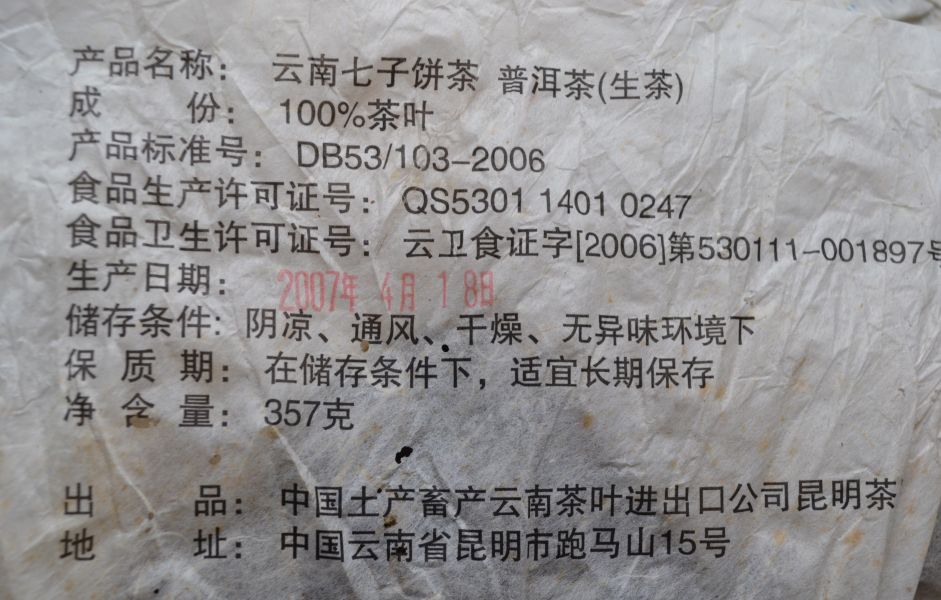 产品名称： 云南七子饼茶 普洱茶(生茶)
成 份： 100%茶叶
产品标准号： DB53/103-2006
食品生产许可证号： QS5301 1401 0247
食品卫生许可证号： 云卫食证字[2006]第530111-001897号
生产日期： 2007年 4月 18日
储存条件: 阴凉、通风、干燥、无异味环境下
保 质 期： 在储存条件下，适宜长期保存
净 含 量： 357克
出 品： 中国土产畜产云南茶叶进出口公司昆明茶
地 址： 中国云南省昆明市跑马山15号